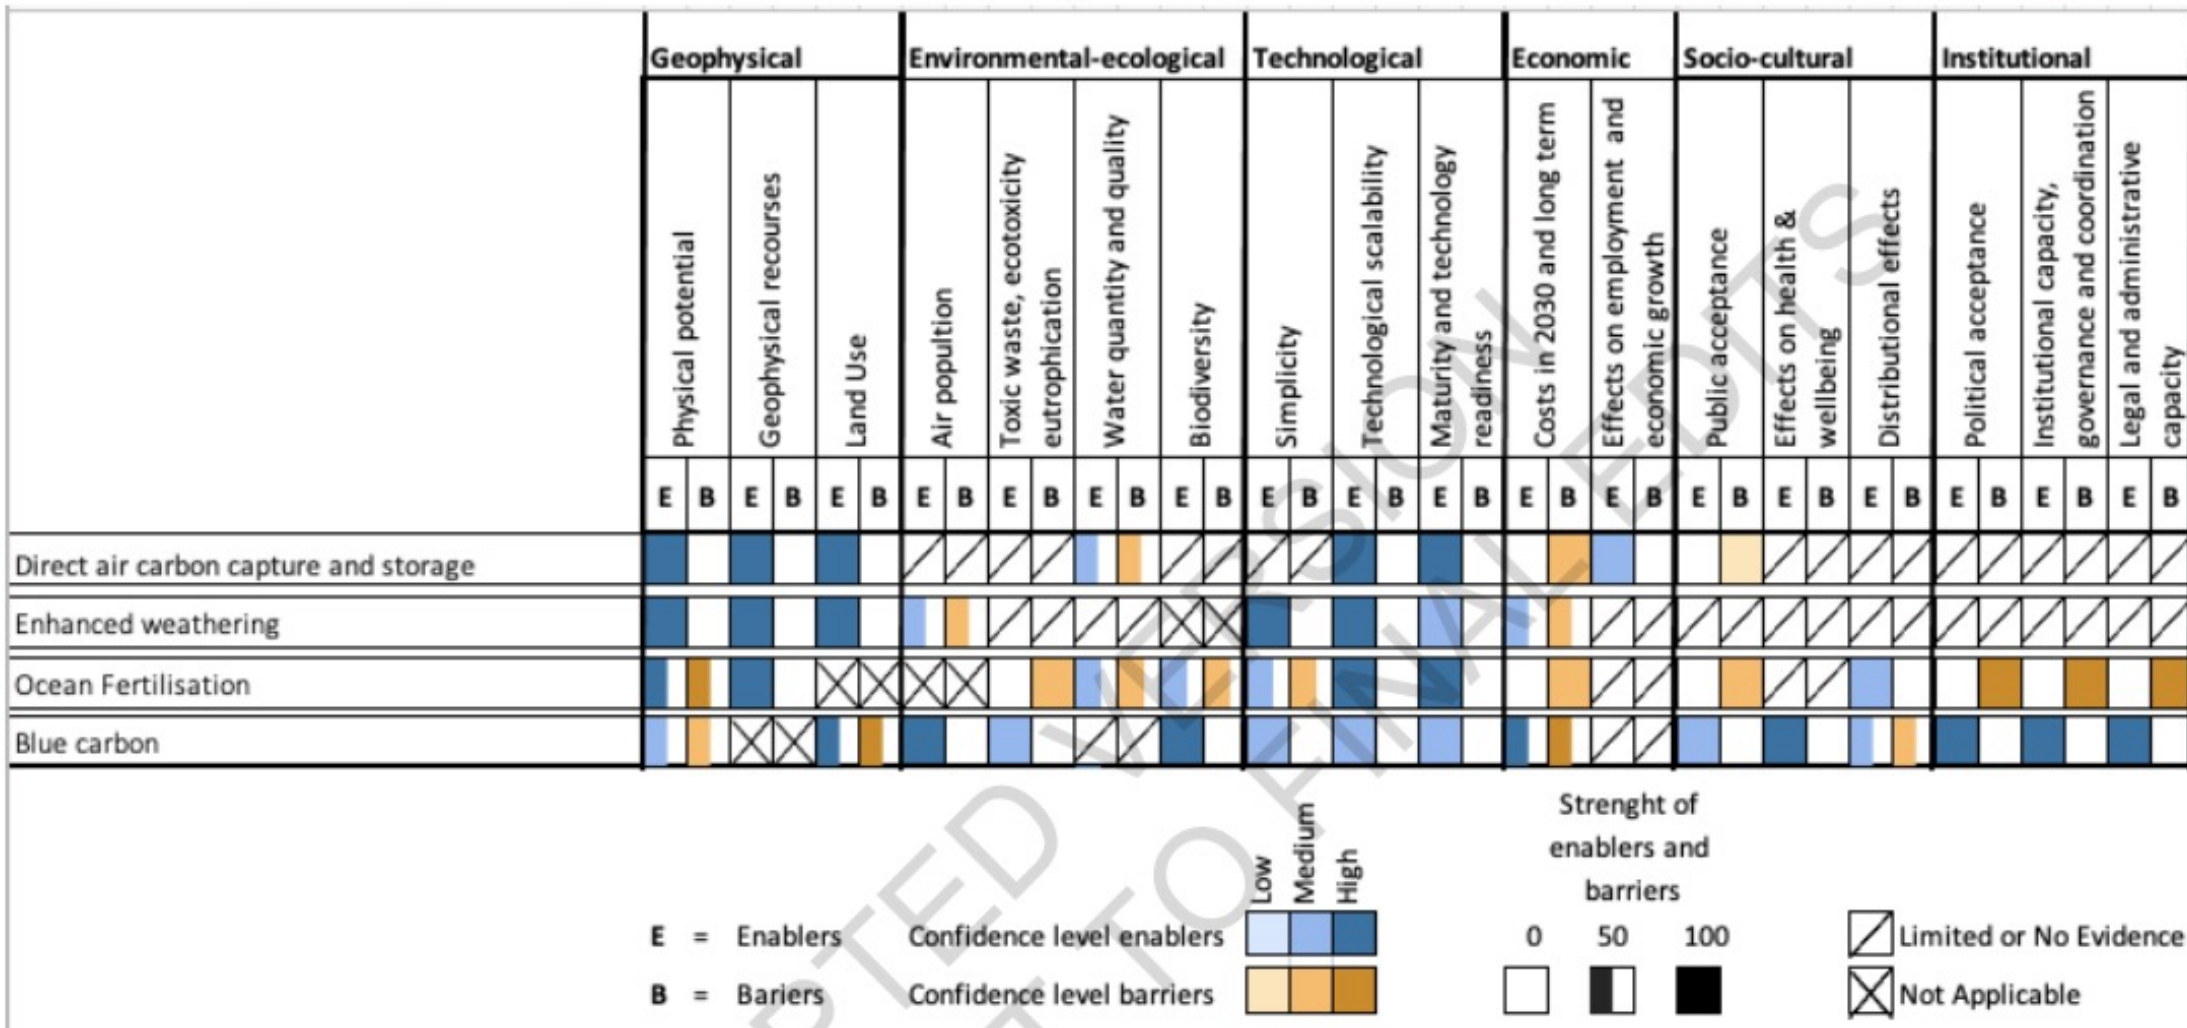 Geophysical Environmental-ecological Technological Economic Socio-cultural Institutional
Physical potential
Geophysical recourses
Land Use
Air popultion
Toxic waste, ecotoxicity
eutrophication
Water quantity and quality
Biodiversity
Simplicity
Technological scalability
Maturity and technology
readiness
Costs in 2030 and long term
Effects on employment and
economic growth
Public acceptance
Effects on health &
wellbeing
Distributional effects
Political acceptance
Institutional capacity,
governance and coordination
Legal and administrative
capacity
E B E B E B E B E B E B E B E B E B E B E B E B E B E B E B E B E B E B
Direct air carbon capture and storage
Enhanced weathering
Ocean Fertilisation
Blue carbon
Low
Medium
High
Strenght of
enablers and
barriers
E = Enablers Confidence level enablers 0 50 100 Limited or No Evidence
B = Bariers Confidence level barriers Not Applicable
PTED VERSION
T TO FINAL EDITS